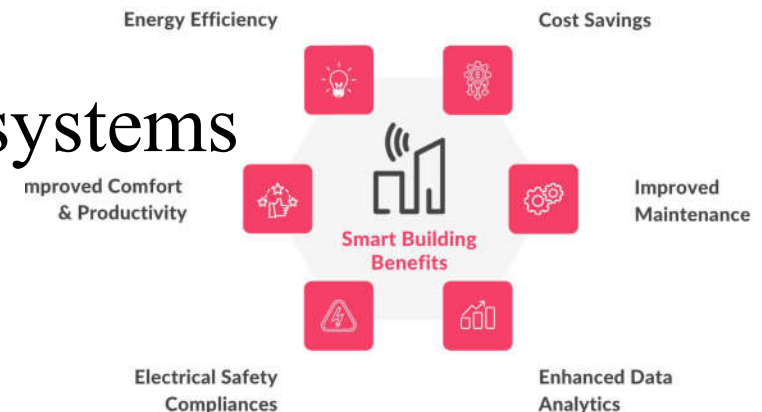 Energy Efficiency
Cost Savings
systems
mproved Comfort
& Productivity
Improved
Maintenance
Smart Building
Benefits
Electrical Safety
Compliances
Enhanced Data
Analytics